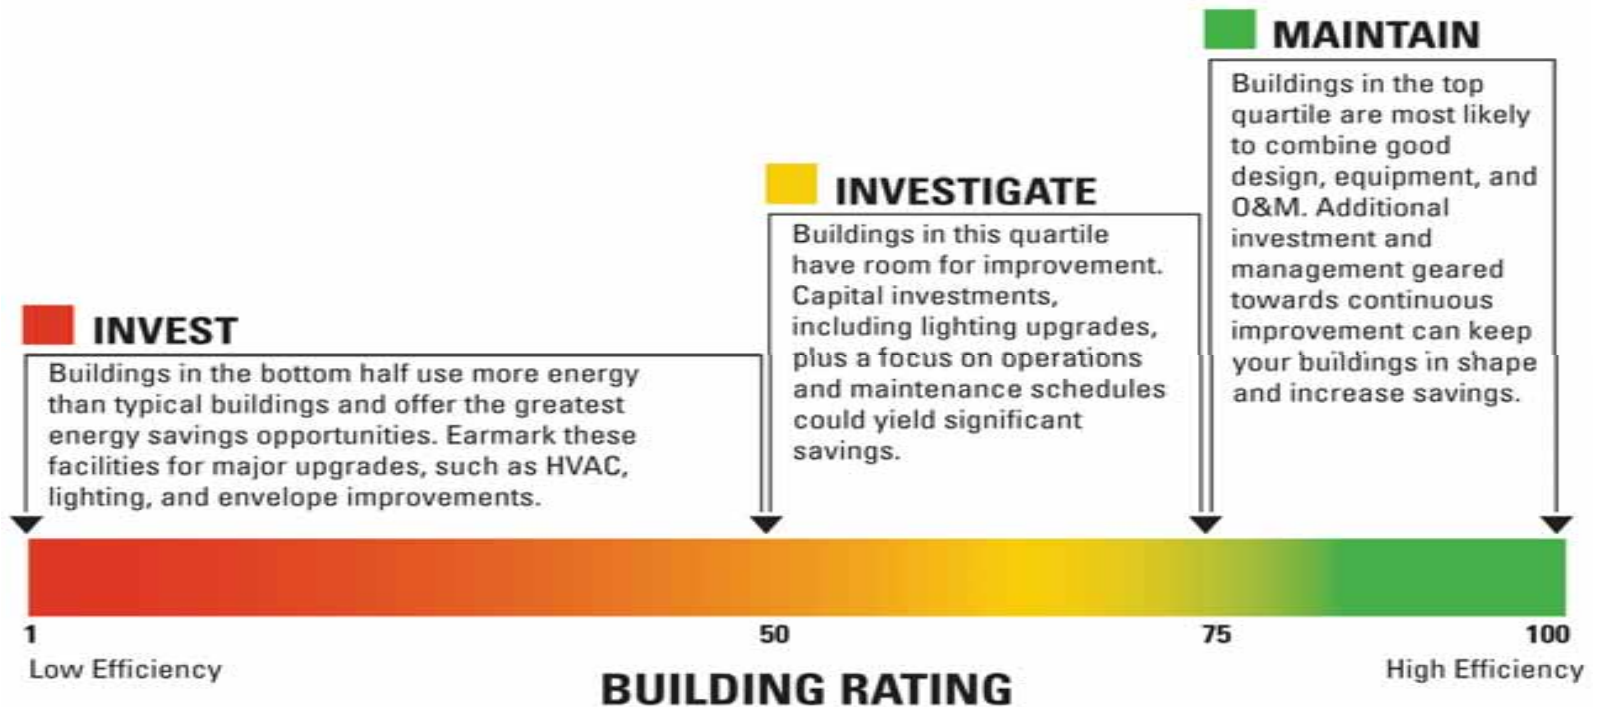 MAINTAIN
Buildings in the top
quartile are most likely
to combine good
design, equipment, and
O&M. Additional
investment and
management geared
towards continuous
improvement can keep
your buildings in shape
and increase savings.
INVESTIGATE
Buildings in this quartile
have room for improvement.
Capital investments,
including lighting upgrades,
plus a focus on operations
and maintenance schedules
could yield significant
savings.
INVEST
Buildings in the bottom half use more energy
than typical buildings and offer the greatest
energy savings opportunities. Earmark these
facilities for major upgrades, such as HVAC,
lighting, and envelope improvements.
1 50 75 100
Low Efficiency High Efficiency
BUILDING RATING